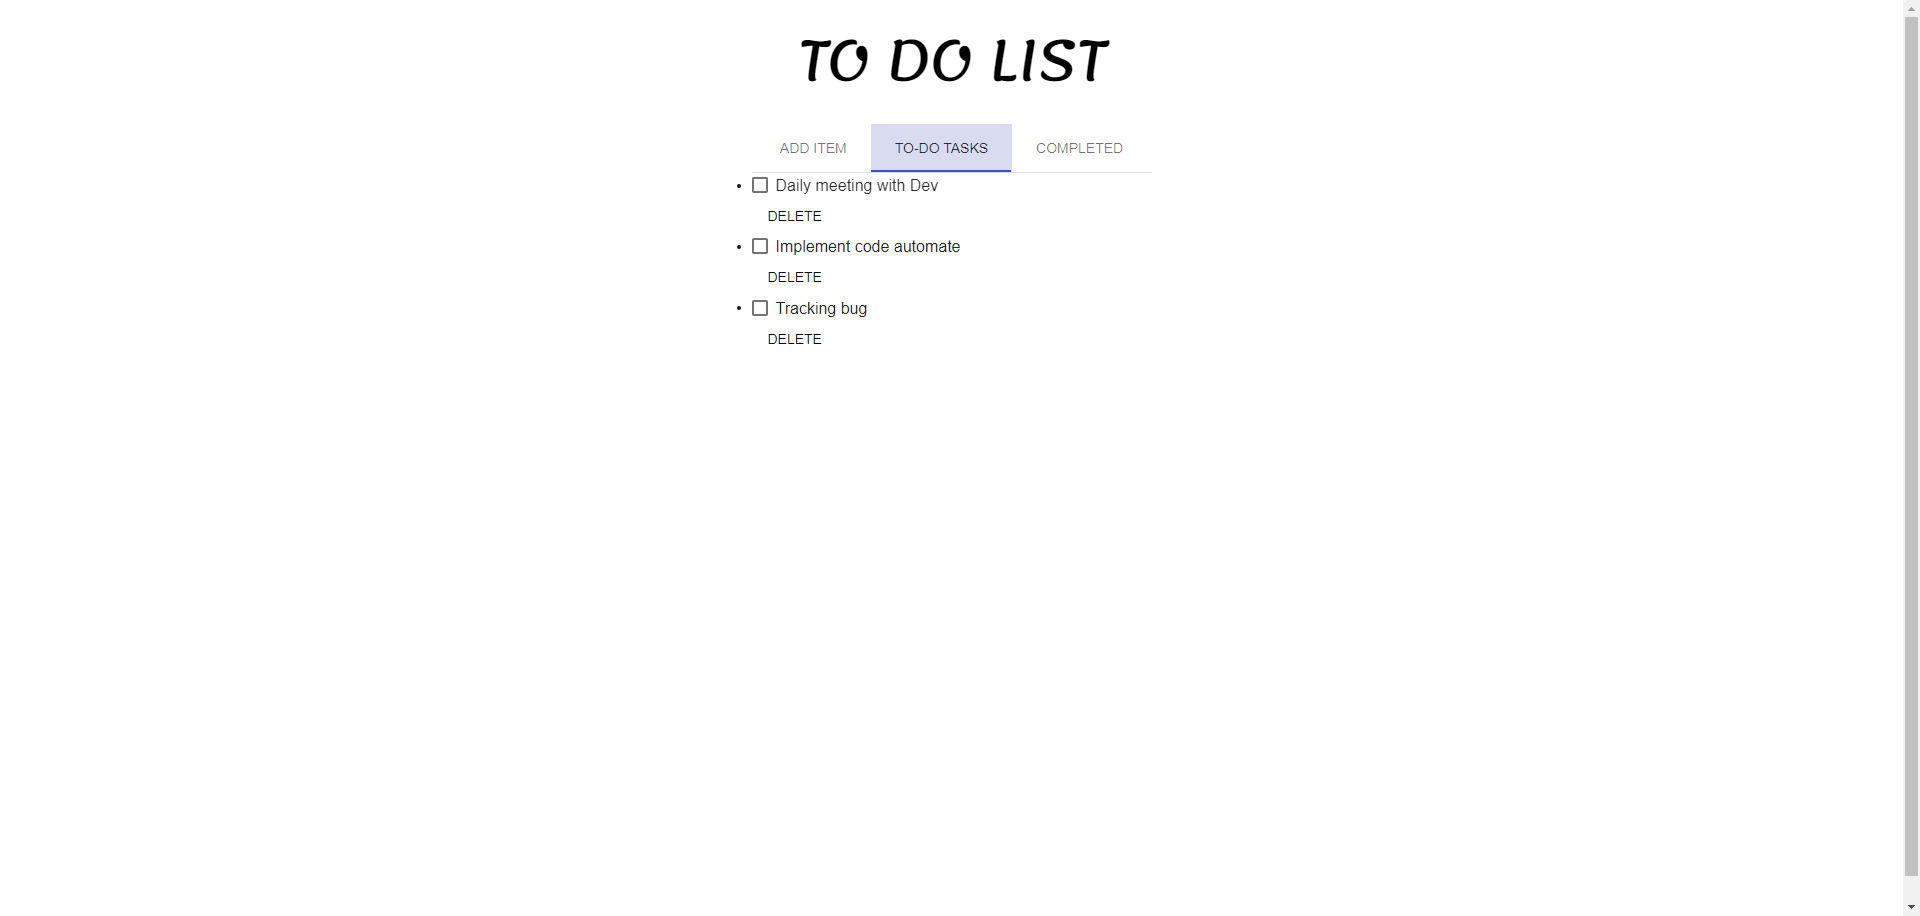 TO DO LIST
ADD ITEM TO-DO TASKS COMPLETED
Daily meeting with Dev
DELETE
Implement code automate
DELETE
Tracking bug
DELETE